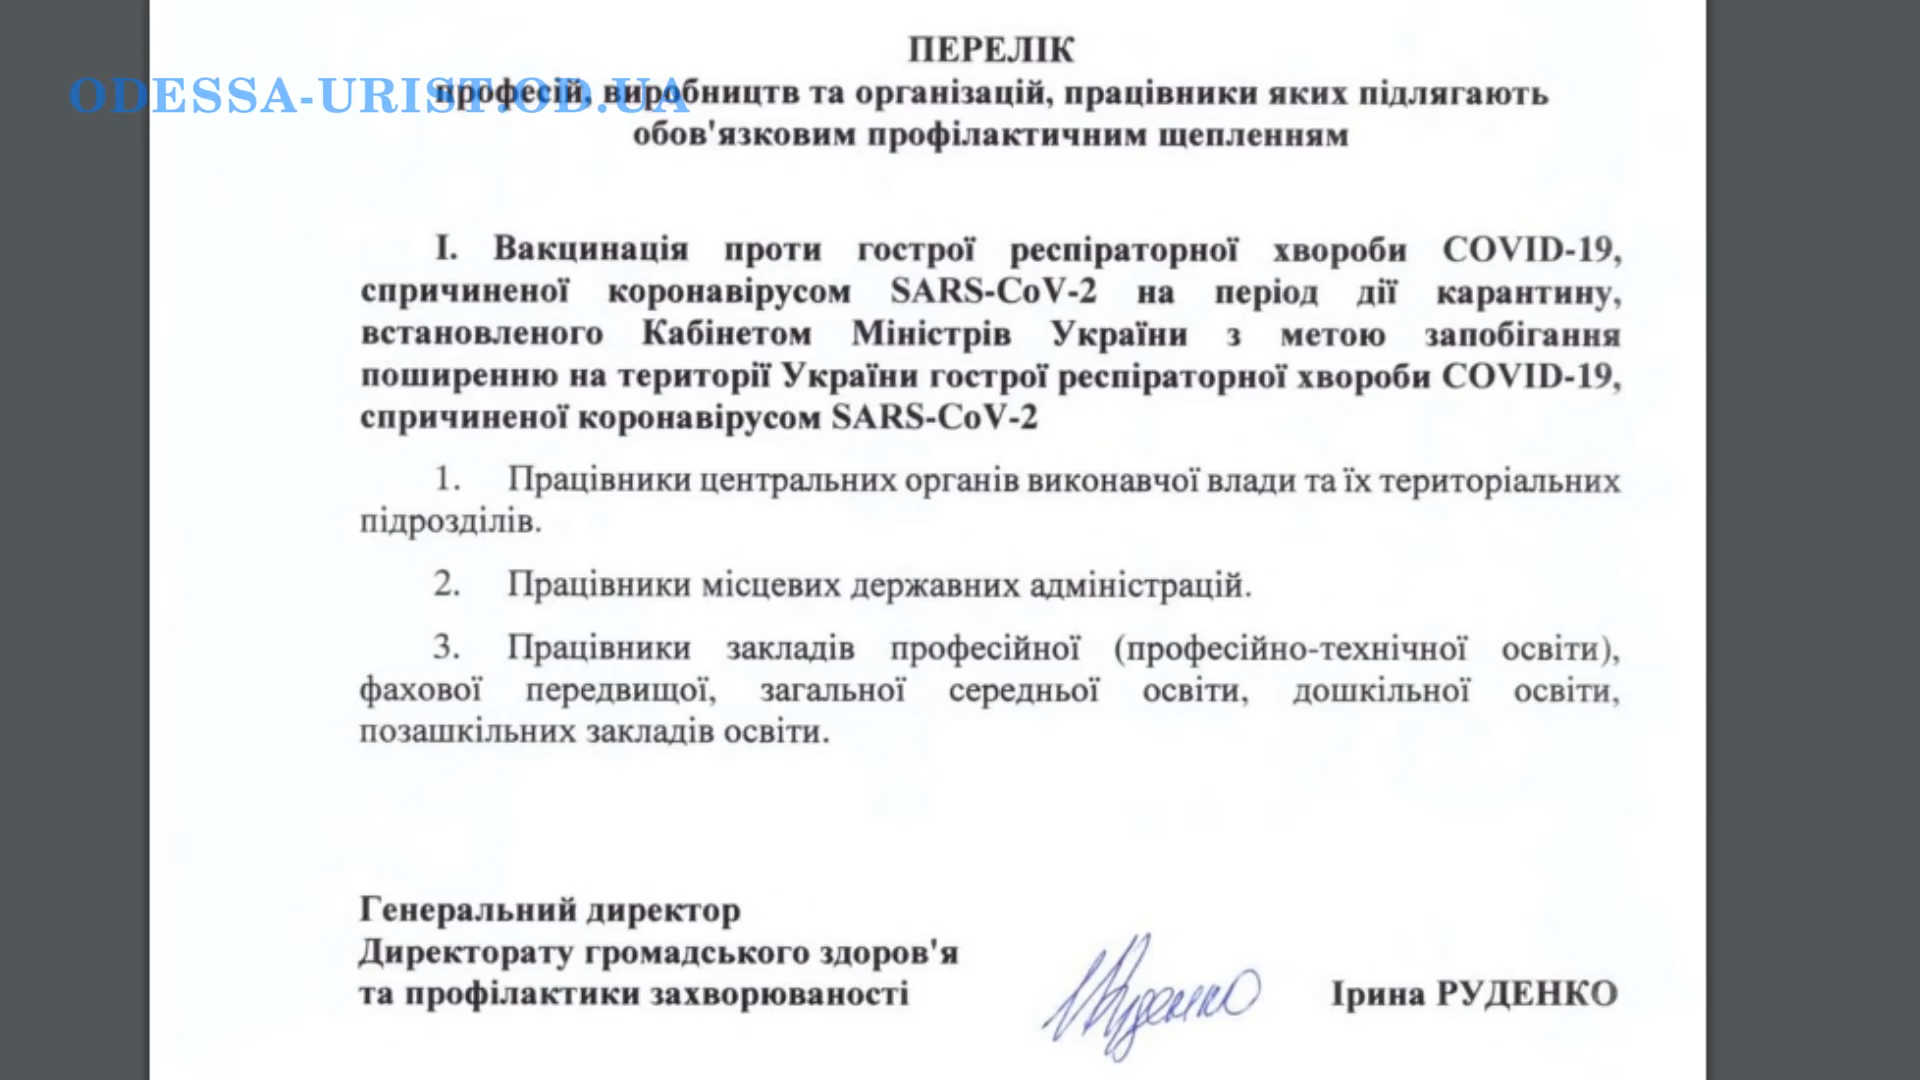 ПЕРЕЛІК
ODESSA-URIST.OD.UA
професій, виробництв та організацій, працівники яких підлягають
обов'язковим профілактичним щепленням
І. Вакцинація проти гострої респіраторної хвороби COVID-19,
спричиненої коронавірусом SARS-CoV-2 на період дії карантину,
встановленого Кабінетом Міністрів України з метою запобігання
поширенню на території України гострої респіраторної хвороби COVID-19,
спричиненої коронавірусом SARS-CoV-2
1. Працівники центральних органів виконавчої влади та їх територіальних
підрозділів.
2. Працівники місцевих державних адміністрацій.
3. Працівники закладів професійної (професійно-технічної освіти),
фахової передвищої, загальної середньої освіти, дошкільної освіти,
позашкільних закладів освіти.
Генеральний директор
Директорату громадського здоров'я
та профілактики захворюваності
Ірина РУДЕНКО